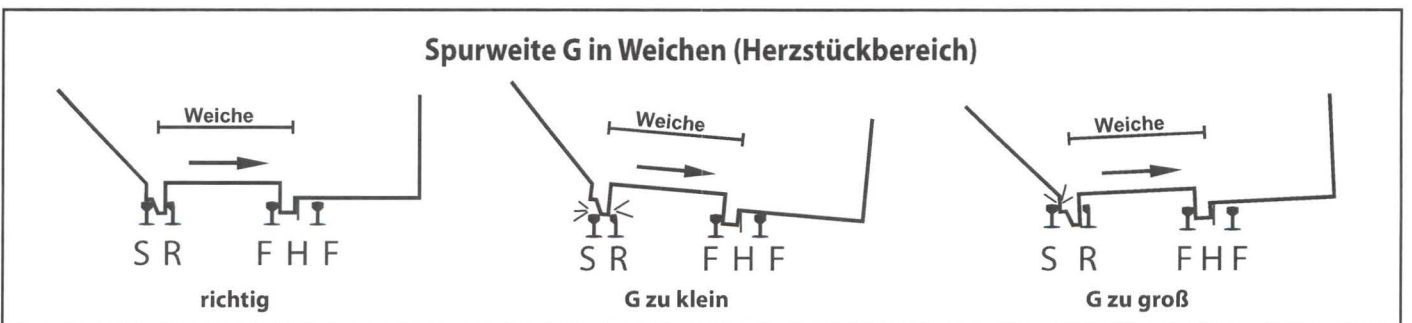 Spurweite G in Weichen (Herzstückbereich)
Weiche
S R F H F
richtig
Weiche
S R F H F
G zu klein
Weiche
S R F H F
G zu groß